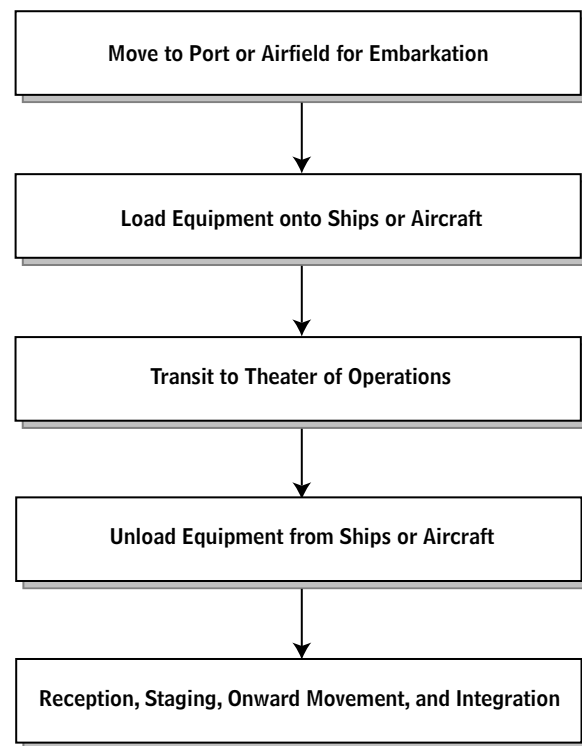 Move to Port or Airfield for Embarkation
Load Equipment onto Ships or Aircraft
Transit to Theater of Operations
Unload Equipment from Ships or Aircraft
Reception, Staging, Onward Movement, and Integration